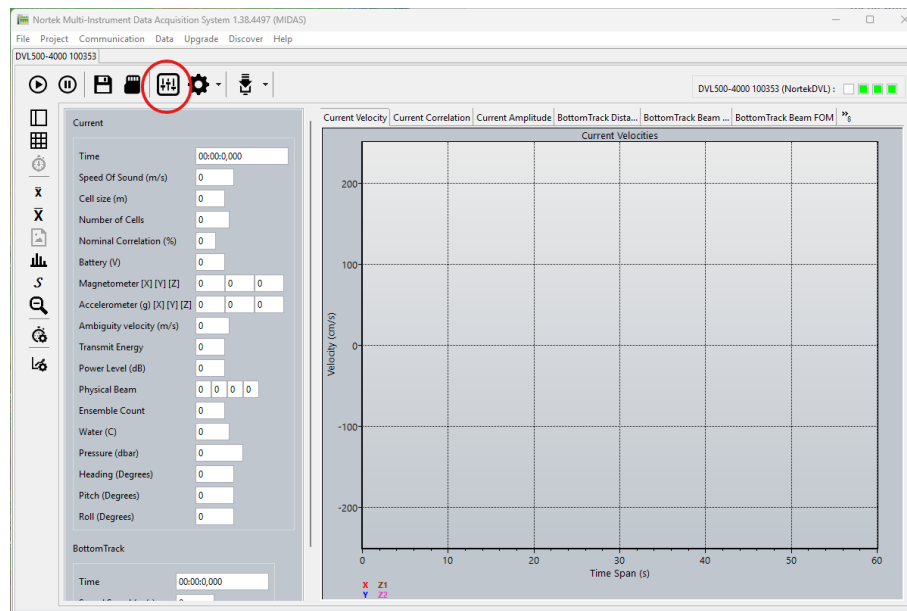 Nortek Multi-Instrument Data Acquisition System 1.38.4497 (MIDAS)
File Project Communication Data Upgrade Discover Help
DVL500-4000 100353
DVL500-4000 100353 (NortekDVL) :
Current
Time 00:00:0,000
Speed Of Sound (m/s) 0
Cell size (m) 0
Number of Cells 0
Nominal Correlation (%) 0
Battery (V) 0
Magnetometer [X] [Y] [Z] 0 0 0
Accelerometer (g) [X] [Y] [Z] 0 0 0
Ambiguity velocity (m/s) 0
Transmit Energy 0
Power Level (dB) 0
Physical Beam 0 0 0 0
Ensemble Count 0
Water (C) 0
Pressure (dbar) 0
Heading (Degrees) 0
Pitch (Degrees) 0
Roll (Degrees) 0
BottomTrack
Time 00:00:0,000
Current Velocity Current Correlation Current Amplitude BottomTrack Dista... BottomTrack Beam ... BottomTrack Beam FOM
Current Velocities
200
100
0
-100
-200
Velocity (cm/s)
0 10 20 30 40 50 60
Time Span (s)
X Z1
Y Z2